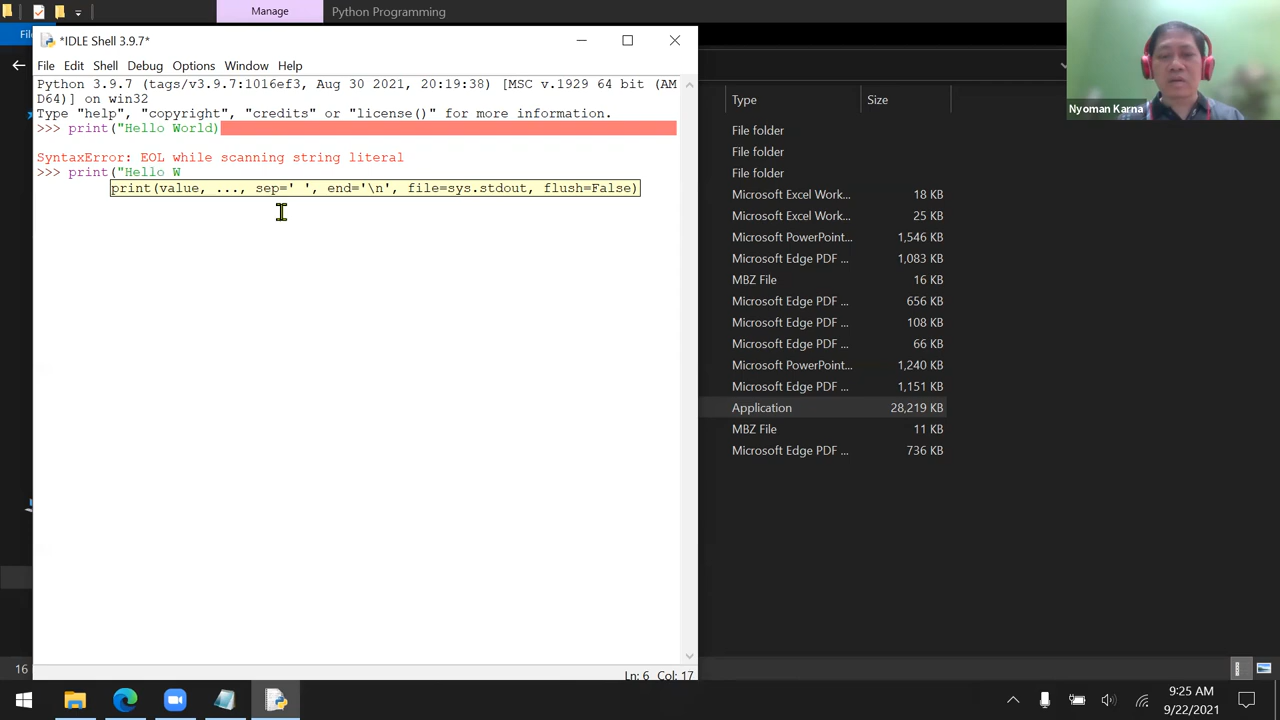 Manage
Python Programming
Fil
*IDLE Shell 3.9.7*
File Edit Shell Debug Options Window Help
Python 3.9.7 (tags/v3.9.7:1016ef3, Aug 30 2021, 20:19:38) [MSC v.1929 64 bit (AM
D64)] on win32
Type "help", "copyright", "credits" or "license()" for more information.
>>> print("Hello World)
SyntaxError: EOL while scanning string literal
>>> print("Hello W
print(value, ..., sep=' ', end='\n', file=sys.stdout, flush=False)
Ln: 6 Col: 17
Type Size
File folder
File folder
File folder
Microsoft Excel Work... 18 KB
Microsoft Excel Work... 25 KB
Microsoft PowerPoint... 1,546 KB
Microsoft Edge PDF ... 1,083 KB
MBZ File 16 KB
Microsoft Edge PDF ... 656 KB
Microsoft Edge PDF ... 108 KB
Microsoft Edge PDF ... 66 KB
Microsoft PowerPoint... 1,240 KB
Microsoft Edge PDF ... 1,151 KB
Application 28,219 KB
MBZ File 11 KB
Microsoft Edge PDF ... 736 KB
Nyoman Karna
16
9:25 AM
9/22/2021